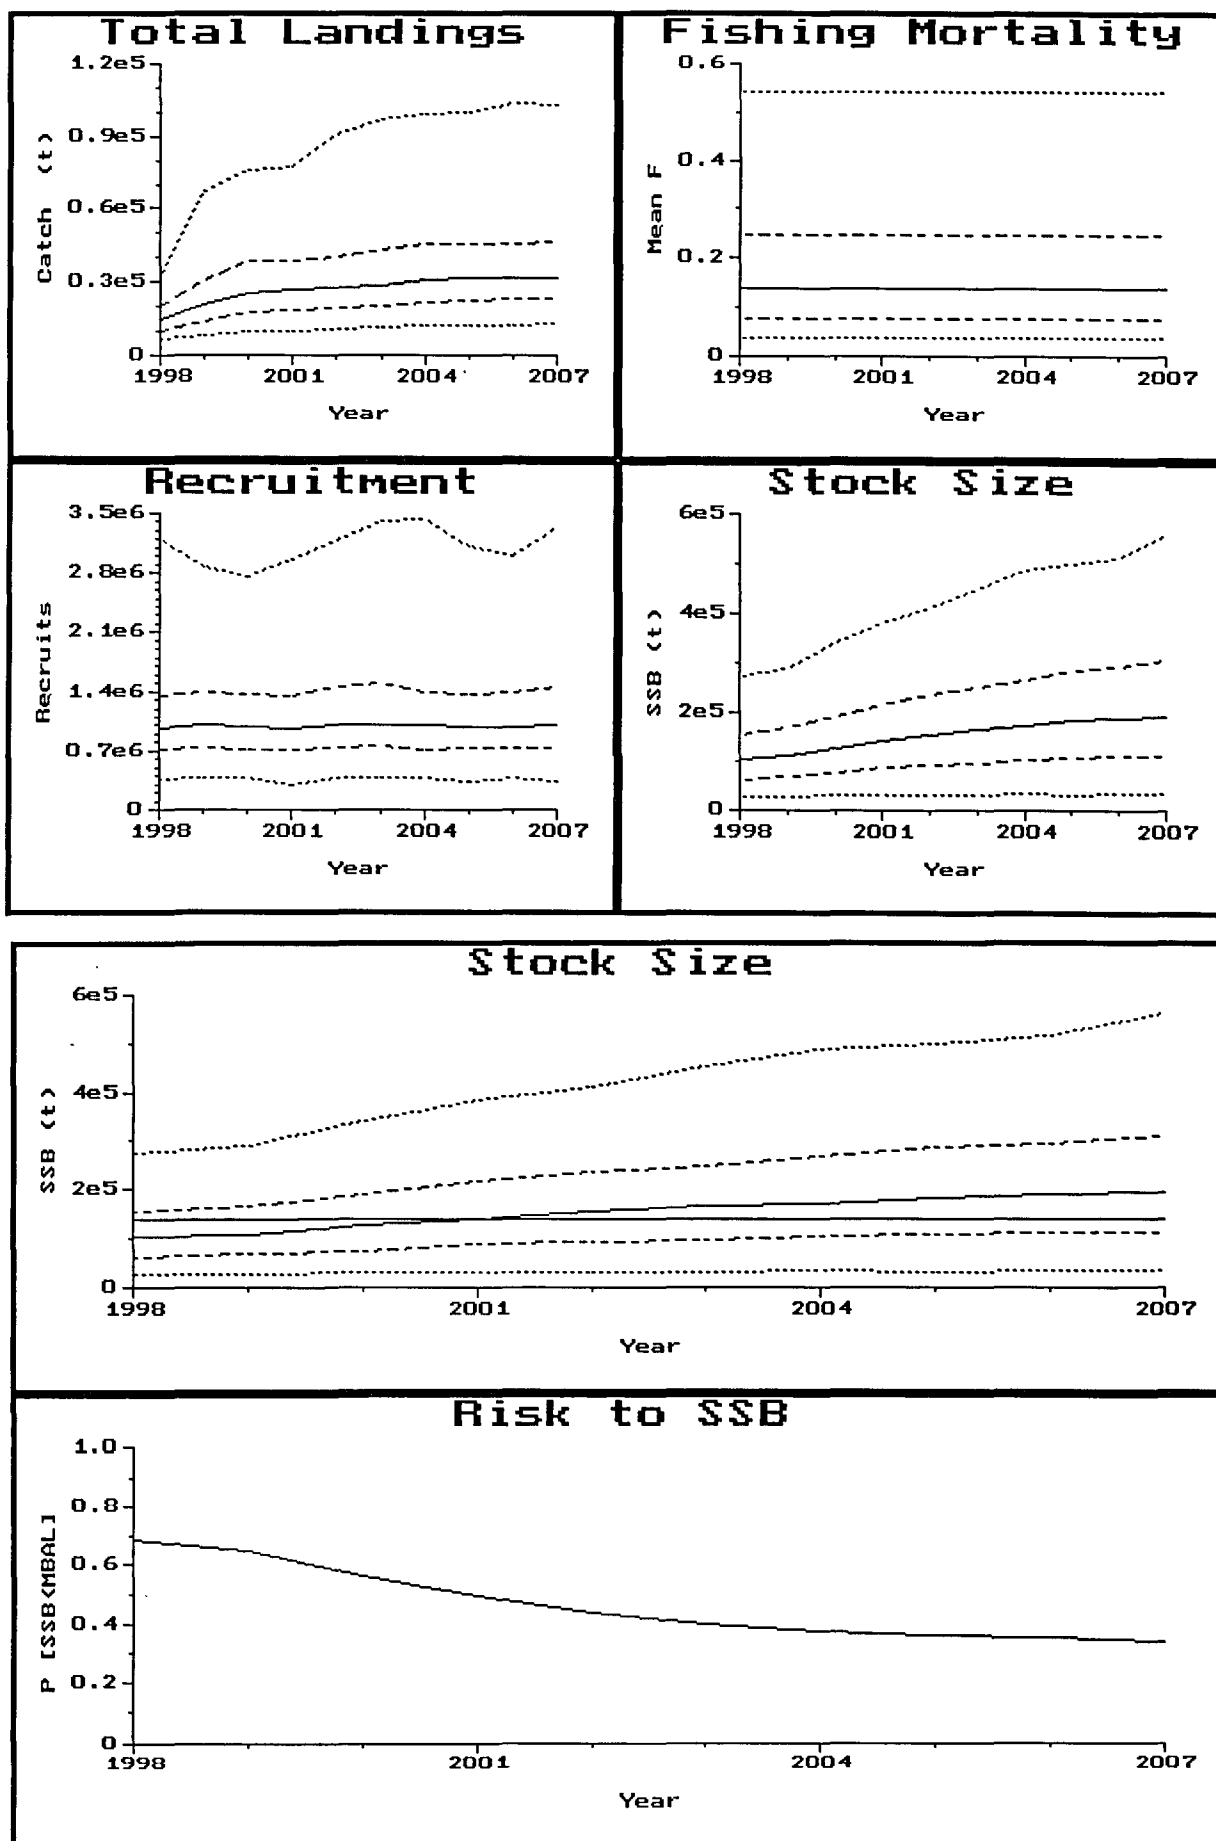 Total Landings
1.2e5
0.9e5
0.6e5
0.3e5
0
Catch (t)
1998 2001 2004 2007
Year
Fishing Mortality
0.6
0.4
0.2
0
Mean F
1998 2001 2004 2007
Year
Recruitment
3.5e6
2.8e6
2.1e6
1.4e6
0.7e6
0
Recruits
1998 2001 2004 2007
Year
Stock Size
6e5
4e5
2e5
0
SSB (t)
1998 2001 2004 2007
Year
Stock Size
6e5
4e5
2e5
0
SSB (t)
1998 2001 2004 2007
Year
Risk to SSB
1.0
0.8
0.6
0.4
0.2
0
P [SSB<MBAL]
1998 2001 2004 2007
Year